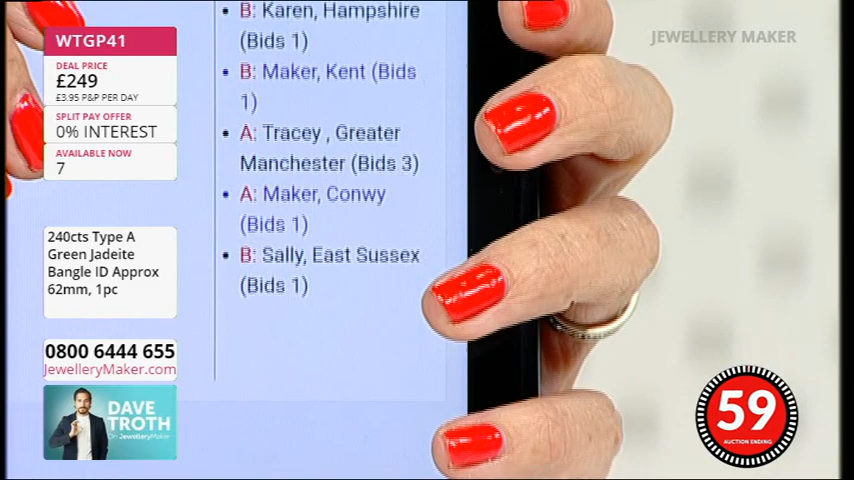 WTGP41
DEAL PRICE
£249
£3.95 P&P PER DAY
SPLIT PAY OFFER
0% INTEREST
AVAILABLE NOW
7
240cts Type A
Green Jadeite
Bangle ID Approx
62mm, 1pc
0800 6444 655
JewelleryMaker.com
DAVE
TROTH
On JewelleryMaker
B: Karen, Hampshire
(Bids 1)
B: Maker, Kent (Bids
1)
A: Tracey , Greater
Manchester (Bids 3)
A: Maker, Conwy
(Bids 1)
B: Sally, East Sussex
(Bids 1)
JEWELLERY MAKER
59
AUCTION ENDING